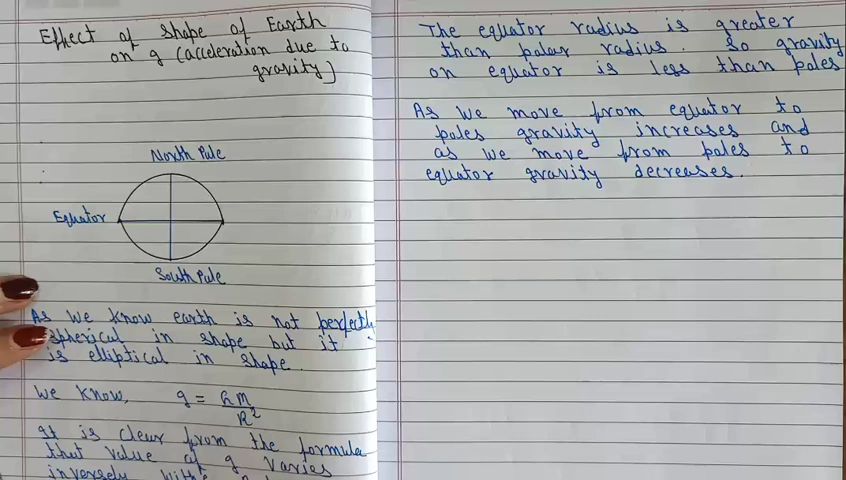 Effect of shape of Earth
on g (acceleration due to
gravity)
North Pole
Equator
South Pole
As we know earth is not perfectly
spherical in shape but it
is elliptical in shape.
We know, g = GM
R²
It is clear from the formula
that value of g varies
inversely with
The equator radius is greater
than polar radius. So gravity
on equator is less than poles
As we move from equator to
poles gravity increases and
as we move from poles to
equator gravity decreases.